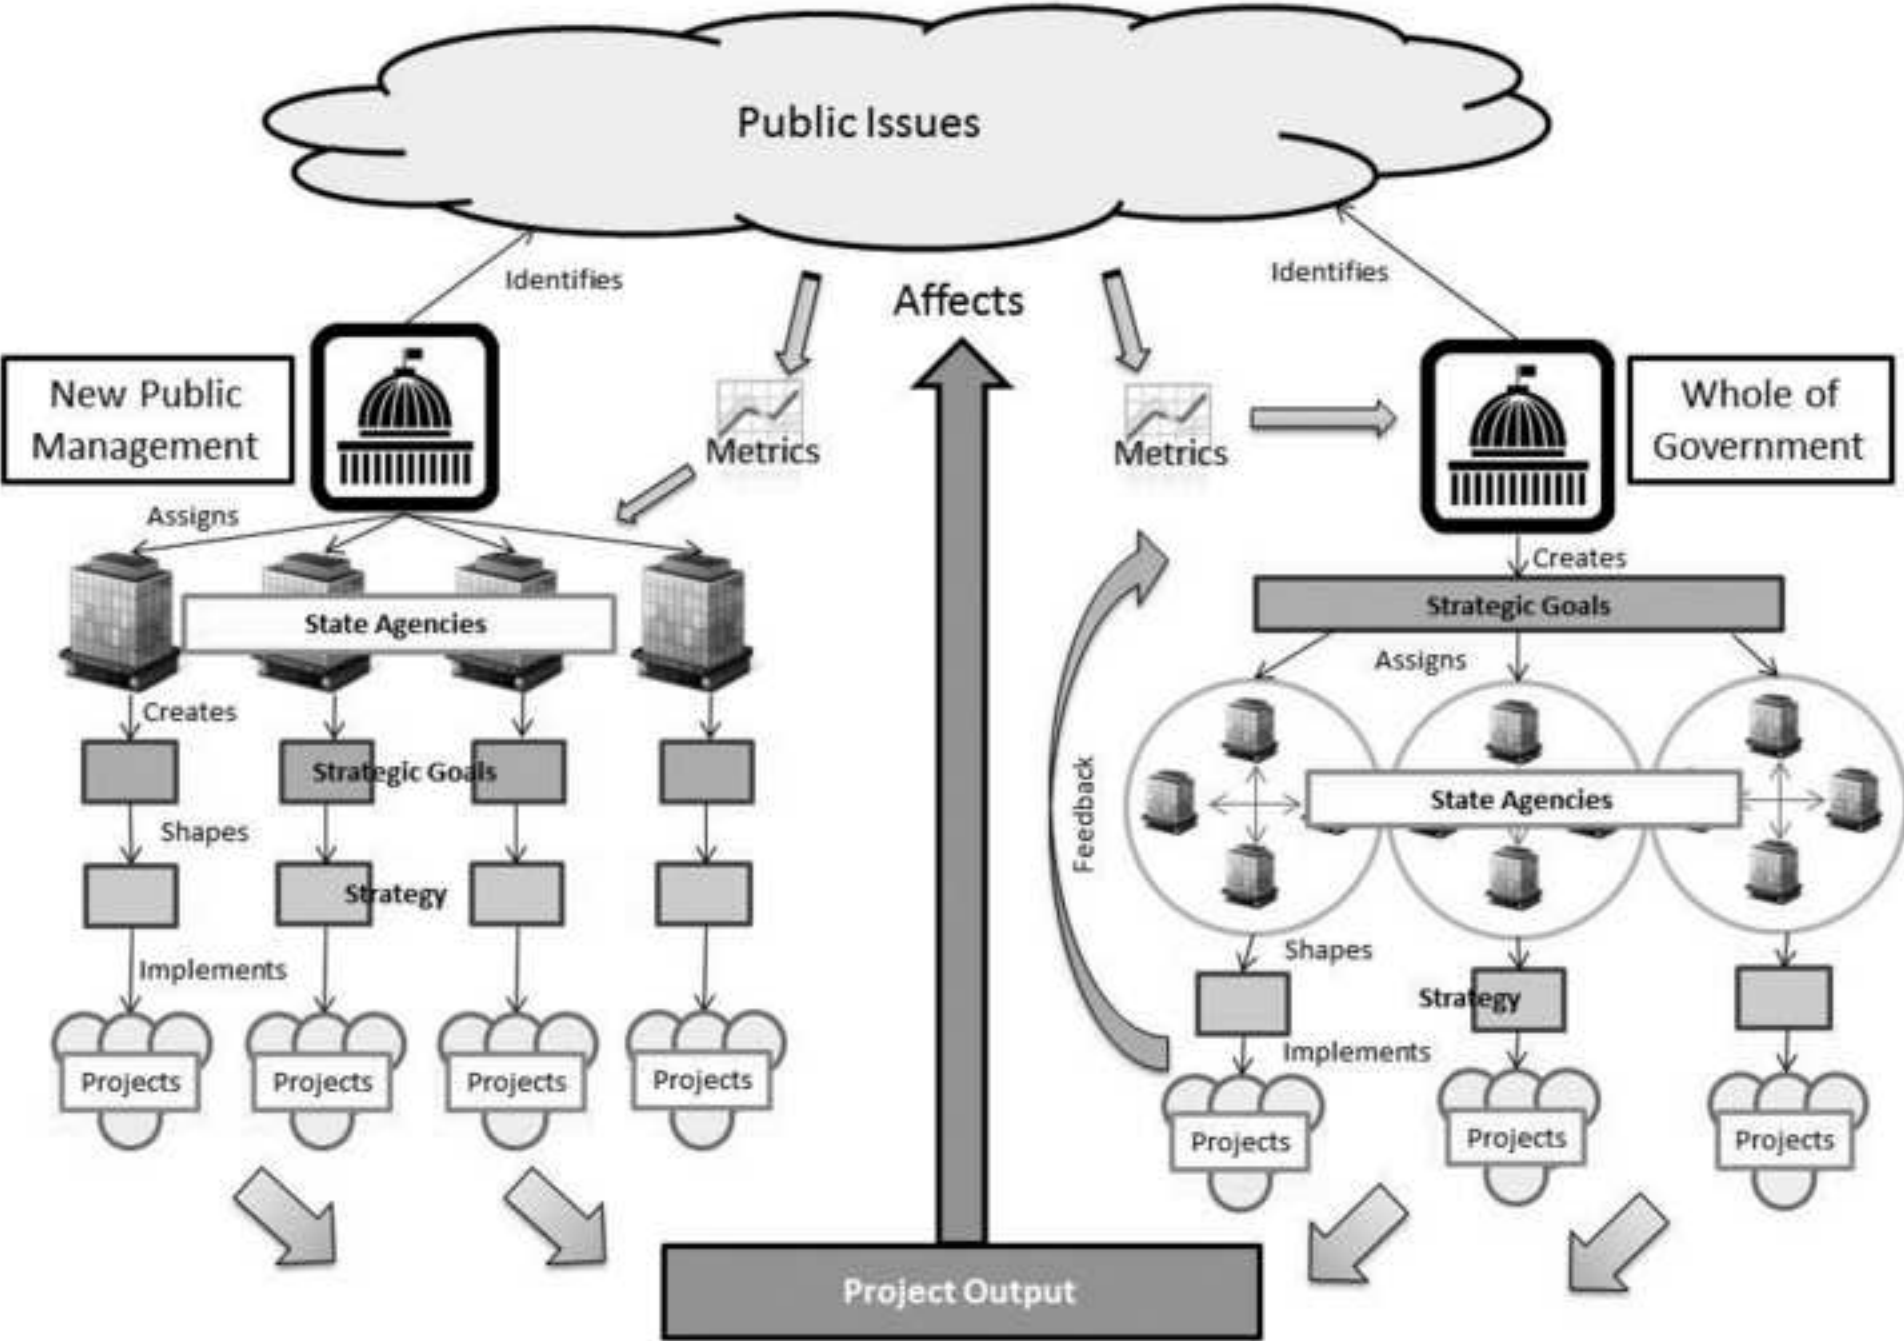 Public Issues
Identifies
Identifies
Affects
New Public
Management
Metrics
Metrics
Whole of
Government
Assigns
Creates
State Agencies
Strategic Goals
Assigns
Creates
Strategic Goals
Feedback
State Agencies
Shapes
Strategy
Shapes
Implements
Strategy
Implements
Projects
Projects
Projects
Projects
Projects
Projects
Projects
Project Output